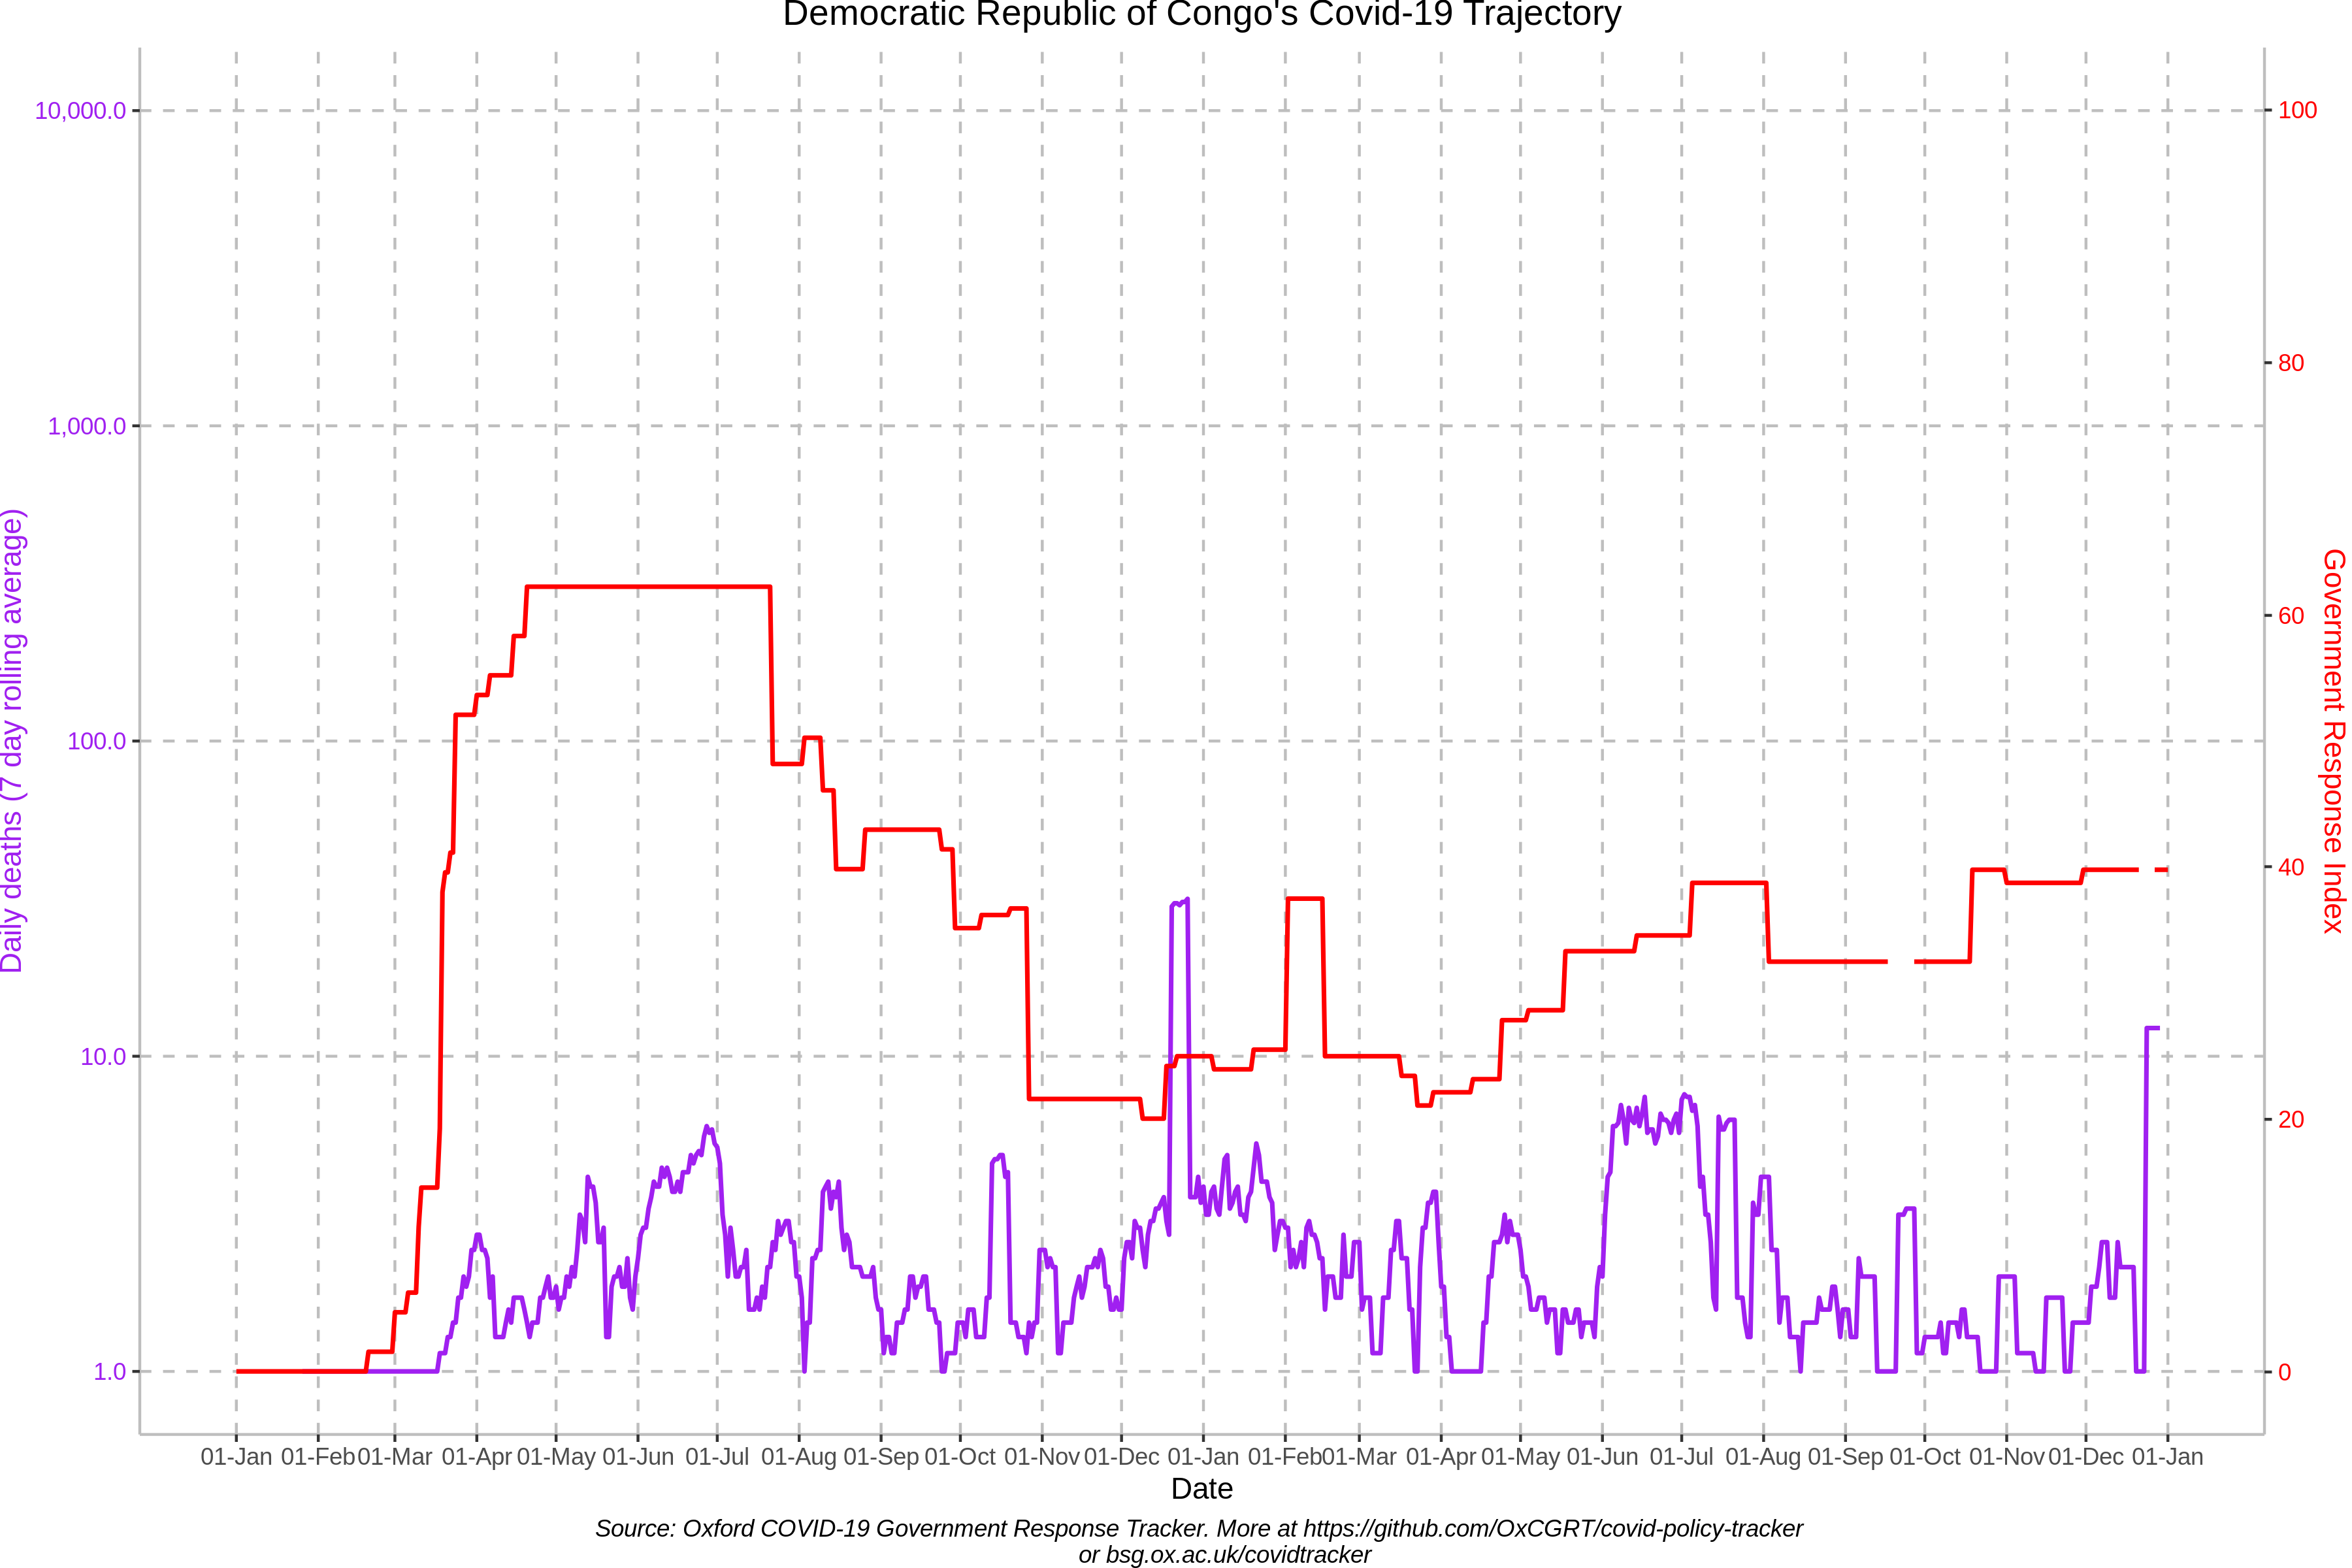 Democratic Republic of Congo's Covid-19 Trajectory
10,000.0
1,000.0
100.0
10.0
1.0
Daily deaths (7 day rolling average)
100
80
60
40
20
0
Government Response Index
01-Jan 01-Feb 01-Mar 01-Apr 01-May 01-Jun 01-Jul 01-Aug 01-Sep 01-Oct 01-Nov 01-Dec 01-Jan 01-Feb 01-Mar 01-Apr 01-May 01-Jun 01-Jul 01-Aug 01-Sep 01-Oct 01-Nov 01-Dec 01-Jan
Date
Source: Oxford COVID-19 Government Response Tracker. More at https://github.com/OxCGRT/covid-policy-tracker
or bsg.ox.ac.uk/covidtracker